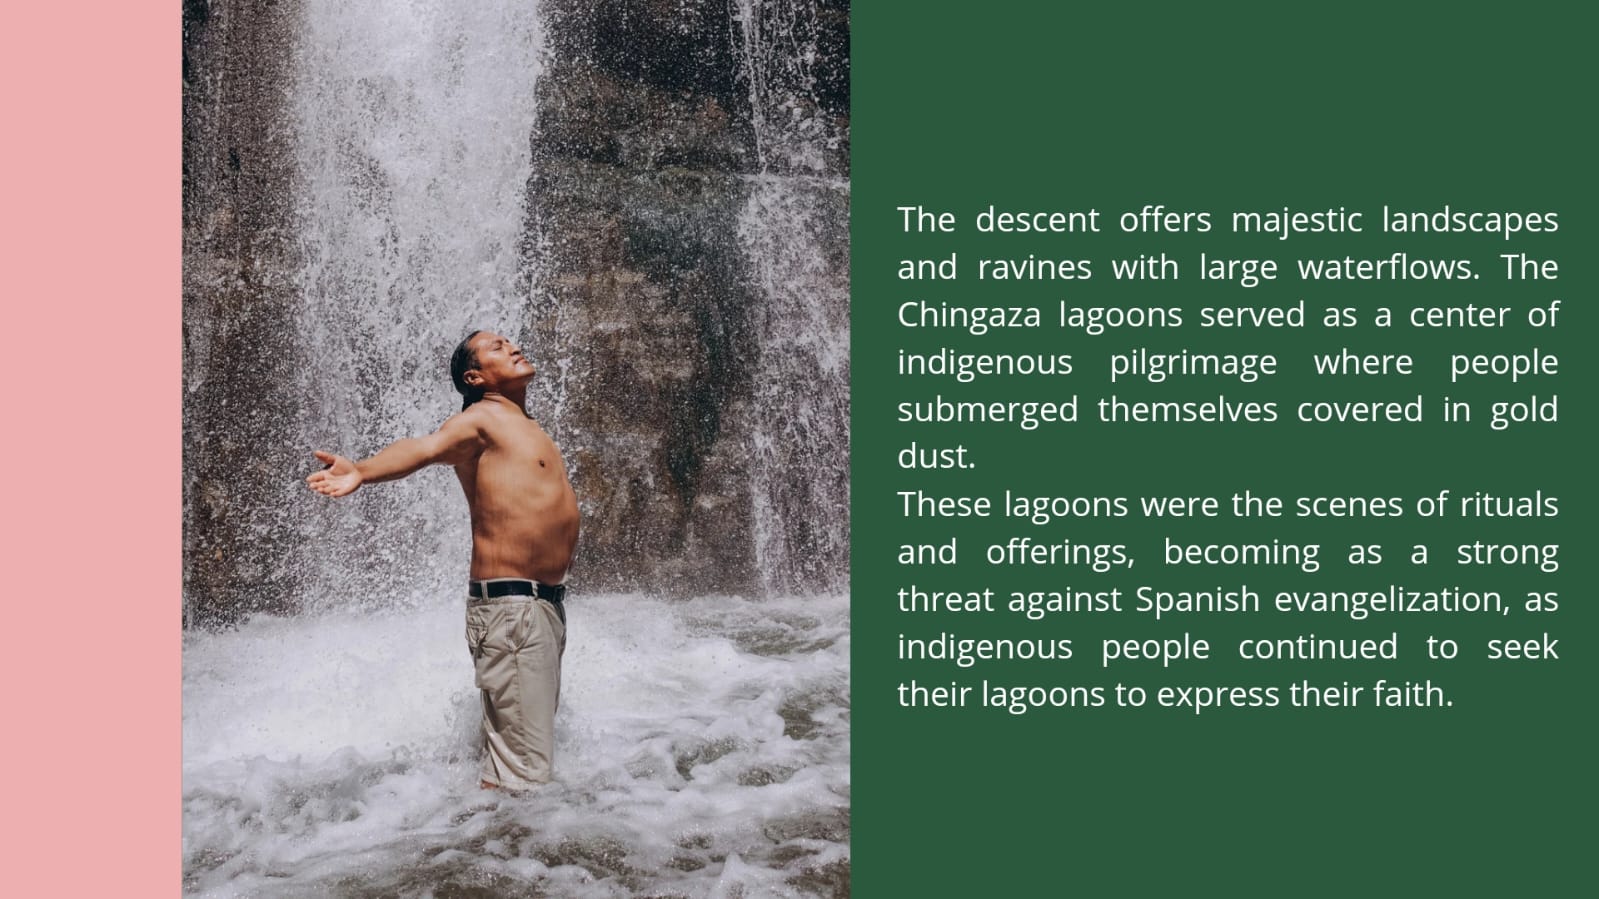 The descent offers majestic landscapes
and ravines with large waterflows. The
Chingaza lagoons served as a center of
indigenous pilgrimage where people
submerged themselves covered in gold
dust.
These lagoons were the scenes of rituals
and offerings, becoming as a strong
threat against Spanish evangelization, as
indigenous people continued to seek
their lagoons to express their faith.